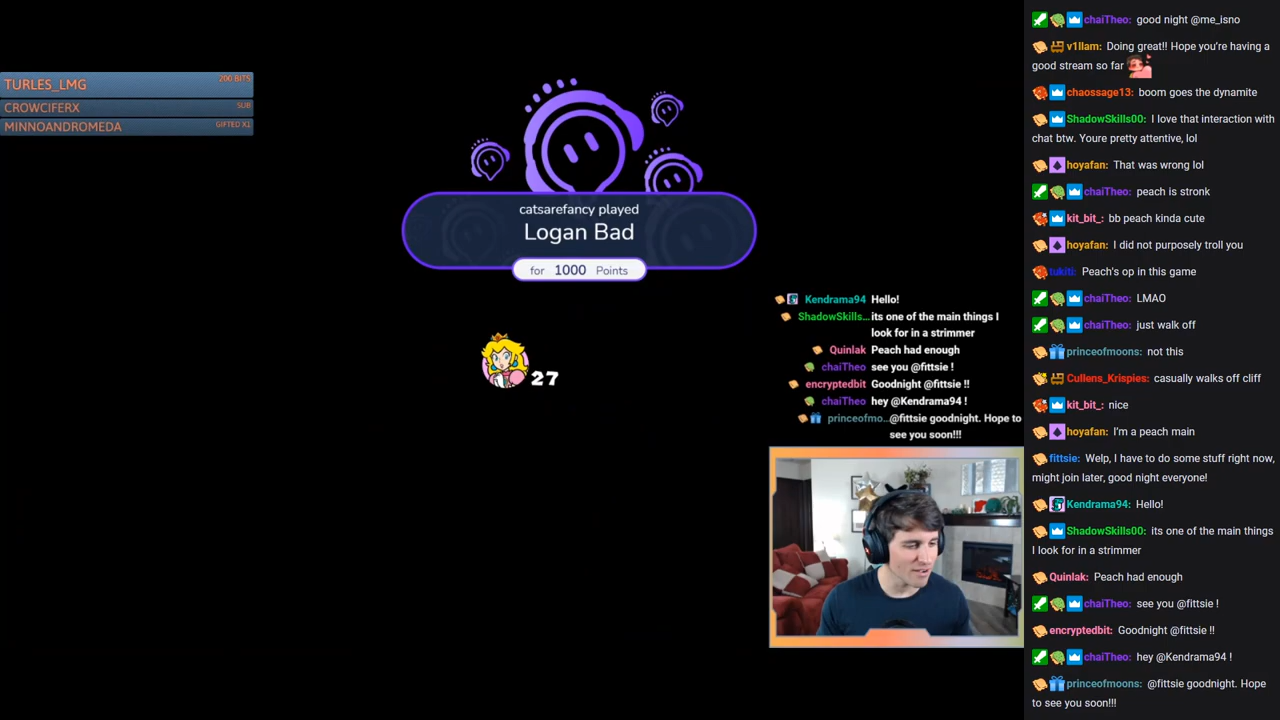 TURLES_LMG 200 BITS
CROWCIFERX SUB
MINNOANDROMEDA GIFTED X1
catsarefancy played
Logan Bad
for 1000 Points
27
Kendrama94 Hello!
ShadowSkills... its one of the main things I
look for in a strimmer
Quinlak Peach had enough
chaiTheo see you @fittsie !
encryptedbit Goodnight @fittsie !!
chaiTheo hey @Kendrama94 !
princeofmo... @fittsie goodnight. Hope to
see you soon!!!
chaiTheo: good night @me_isno
v1llam: Doing great!! Hope you're having a
good stream so far
chaossage13: boom goes the dynamite
ShadowSkills00: I love that interaction with
chat btw. Youre pretty attentive, lol
hoyafan: That was wrong lol
chaiTheo: peach is stronk
kit_bit_: bb peach kinda cute
hoyafan: I did not purposely troll you
tukiti: Peach's op in this game
chaiTheo: LMAO
chaiTheo: just walk off
princeofmoons: not this
Cullens_Krispies: casually walks off cliff
kit_bit_: nice
hoyafan: I'm a peach main
fittsie: Welp, I have to do some stuff right now,
might join later, good night everyone!
Kendrama94: Hello!
ShadowSkills00: its one of the main things
I look for in a strimmer
Quinlak: Peach had enough
chaiTheo: see you @fittsie !
encryptedbit: Goodnight @fittsie !!
chaiTheo: hey @Kendrama94 !
princeofmoons: @fittsie goodnight. Hope
to see you soon!!!